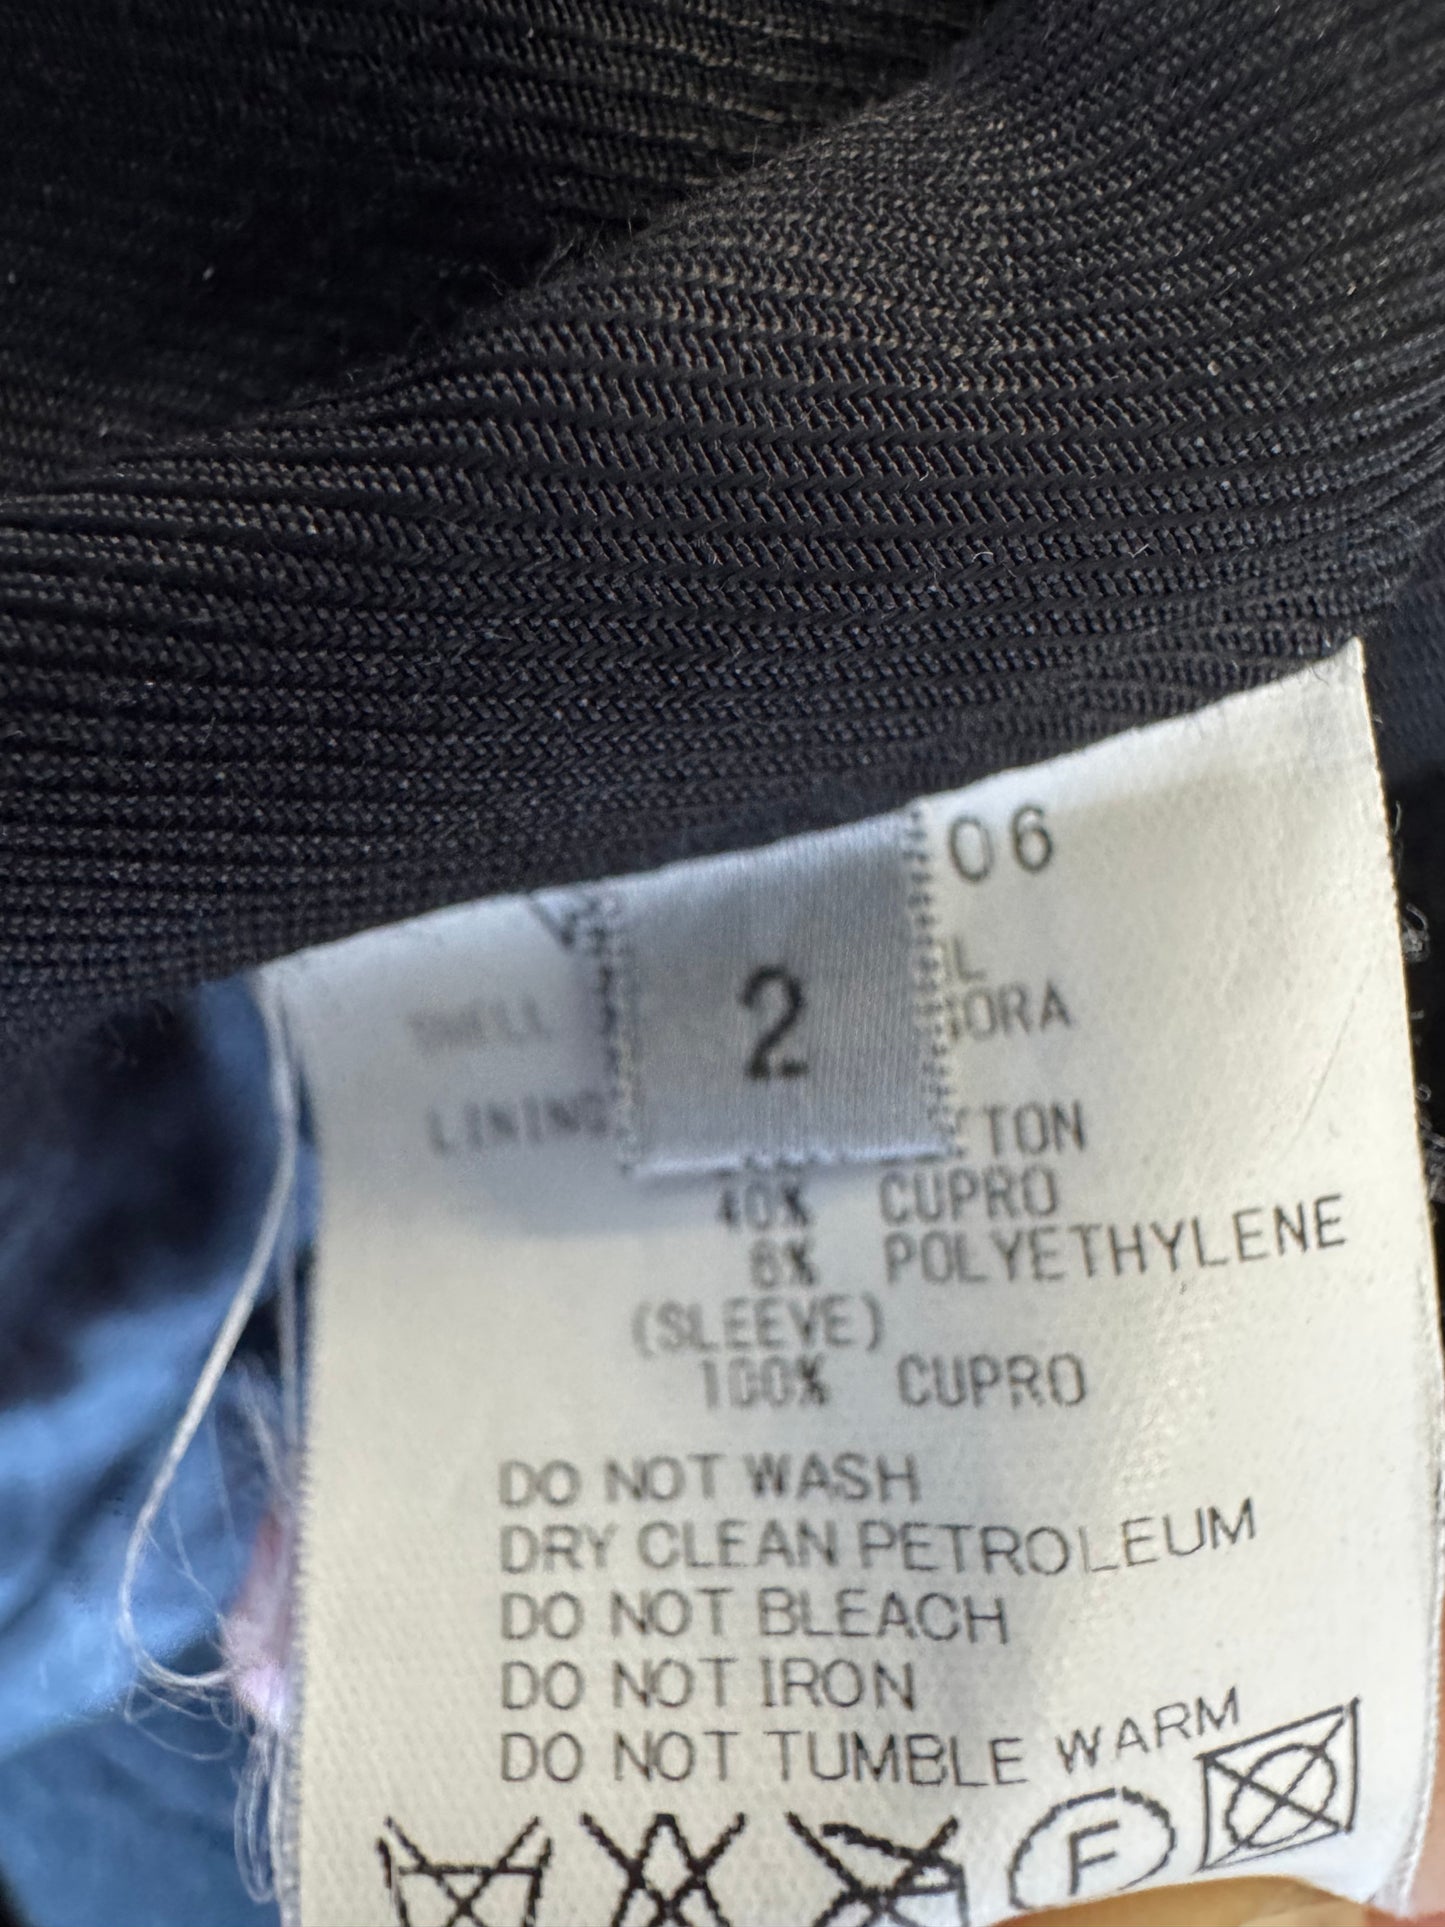 06
2
L
SHELL
ORA
LINING
TON
40% CUPRO
8% POLYETHYLENE
(SLEEVE)
100% CUPRO
DO NOT WASH
DRY CLEAN PETROLEUM
DO NOT BLEACH
DO NOT IRON
DO NOT TUMBLE WARM
F